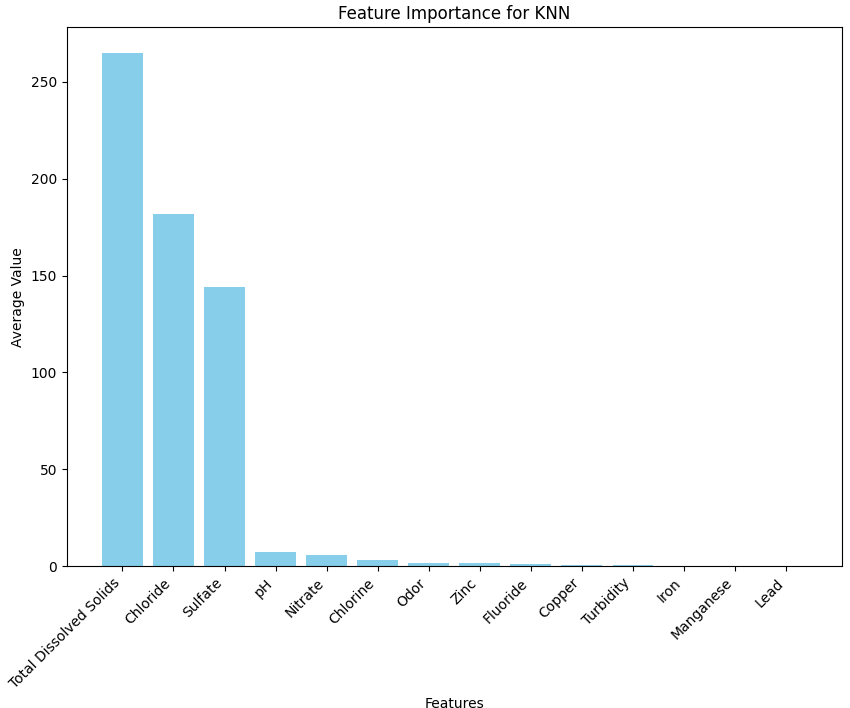 Feature Importance for KNN
Average Value
250
200
150
100
50
0
Total Dissolved Solids
Chloride
Sulfate
pH
Nitrate
Chlorine
Odor
Zinc
Fluoride
Copper
Turbidity
Iron
Manganese
Lead
Features